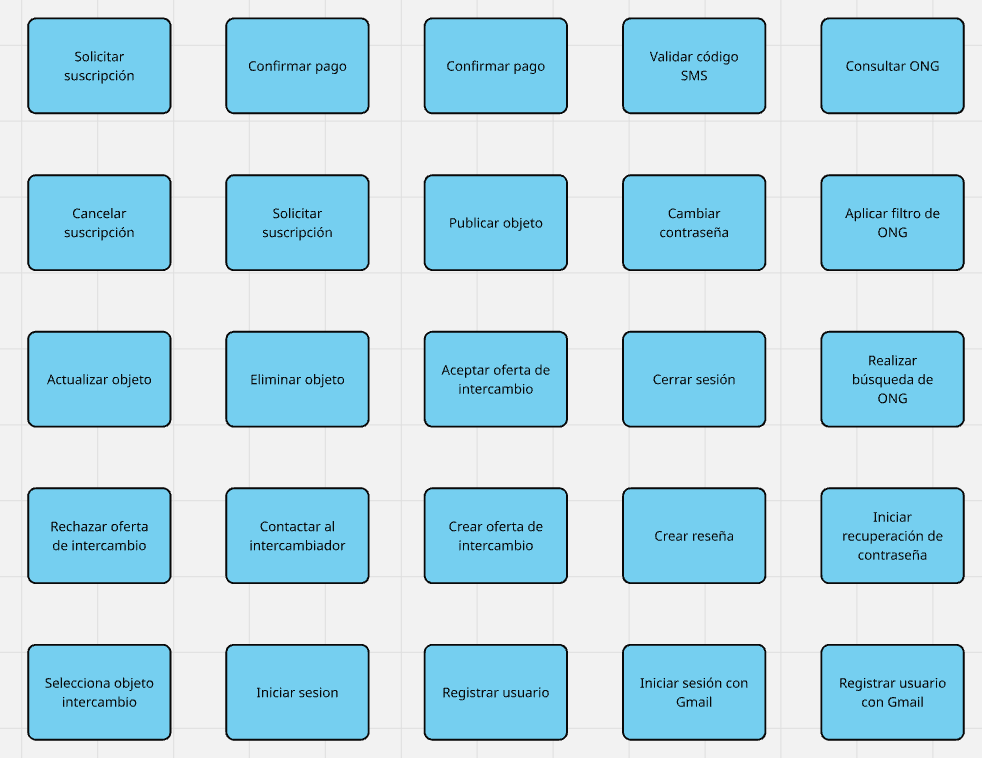 Solicitar
suscripción
Confirmar pago
Confirmar pago
Validar código
SMS
Consultar ONG
Cancelar
suscripción
Solicitar
suscripción
Publicar objeto
Cambiar
contraseña
Aplicar filtro de
ONG
Actualizar objeto
Eliminar objeto
Aceptar oferta de
intercambio
Cerrar sesión
Realizar
búsqueda de
ONG
Rechazar oferta
de intercambio
Contactar al
intercambiador
Crear oferta de
intercambio
Crear reseña
Iniciar
recuperación de
contraseña
Selecciona objeto
intercambio
Iniciar sesion
Registrar usuario
Iniciar sesión con
Gmail
Registrar usuario
con Gmail